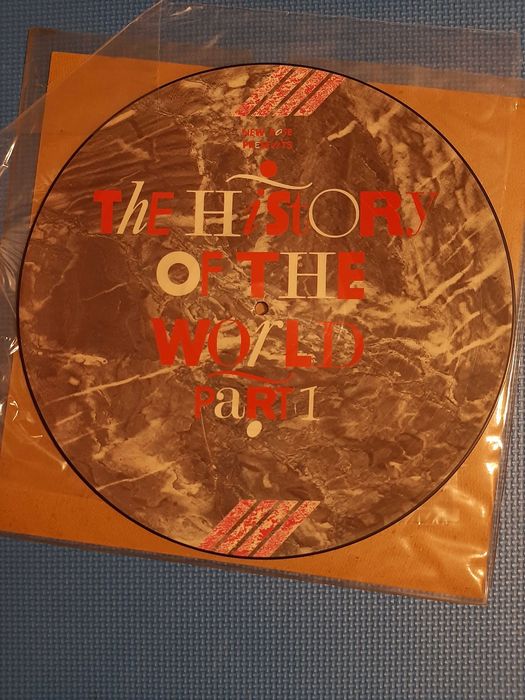 NEW ROSE
PRESENTS
THE HiStORy
OF THE
WOrLD
PaRT 1